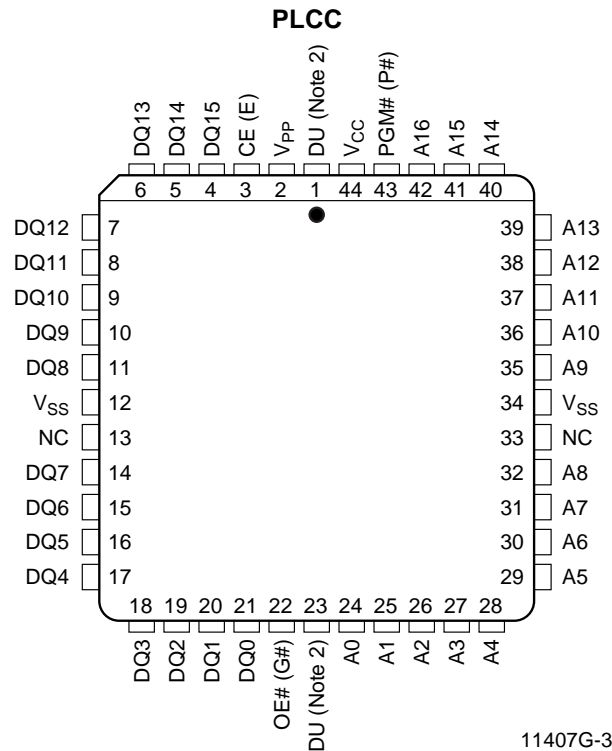 PLCC
DQ13
DQ14
DQ15
CE (E)
VPP
DU (Note 2)
VCC
PGM# (P#)
A16
A15
A14
6 5 4 3 2 1 44 43 42 41 40
DQ12 7 39 A13
DQ11 8 38 A12
DQ10 9 37 A11
DQ9 10 36 A10
DQ8 11 35 A9
VSS 12 34 VSS
NC 13 33 NC
DQ7 14 32 A8
DQ6 15 31 A7
DQ5 16 30 A6
DQ4 17 29 A5
18 19 20 21 22 23 24 25 26 27 28
DQ3
DQ2
DQ1
DQ0
OE# (G#)
DU (Note 2)
A0
A1
A2
A3
A4
11407G-3